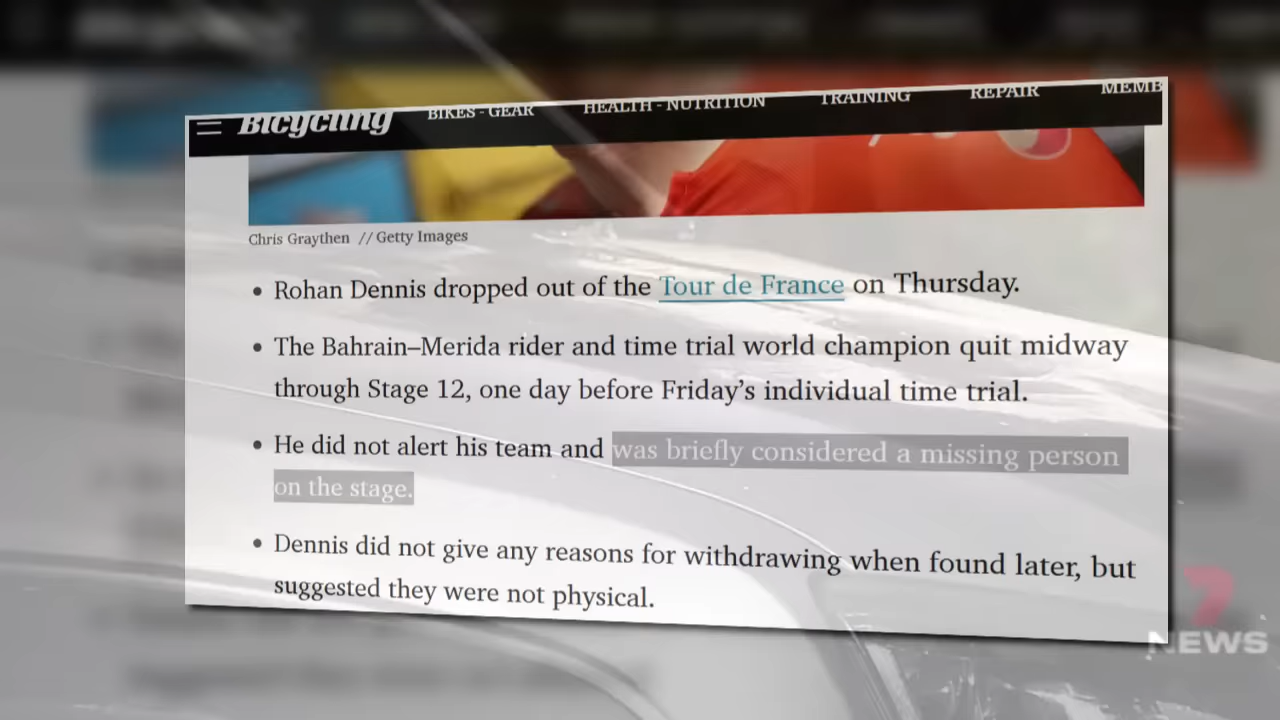 Bicycling BIKES - GEAR HEALTH - NUTRITION TRAINING REPAIR MEMB
Chris Graythen // Getty Images
• Rohan Dennis dropped out of the Tour de France on Thursday.
• The Bahrain–Merida rider and time trial world champion quit midway
through Stage 12, one day before Friday’s individual time trial.
• He did not alert his team and was briefly considered a missing person
on the stage.
• Dennis did not give any reasons for withdrawing when found later, but
suggested they were not physical.
7
NEWS